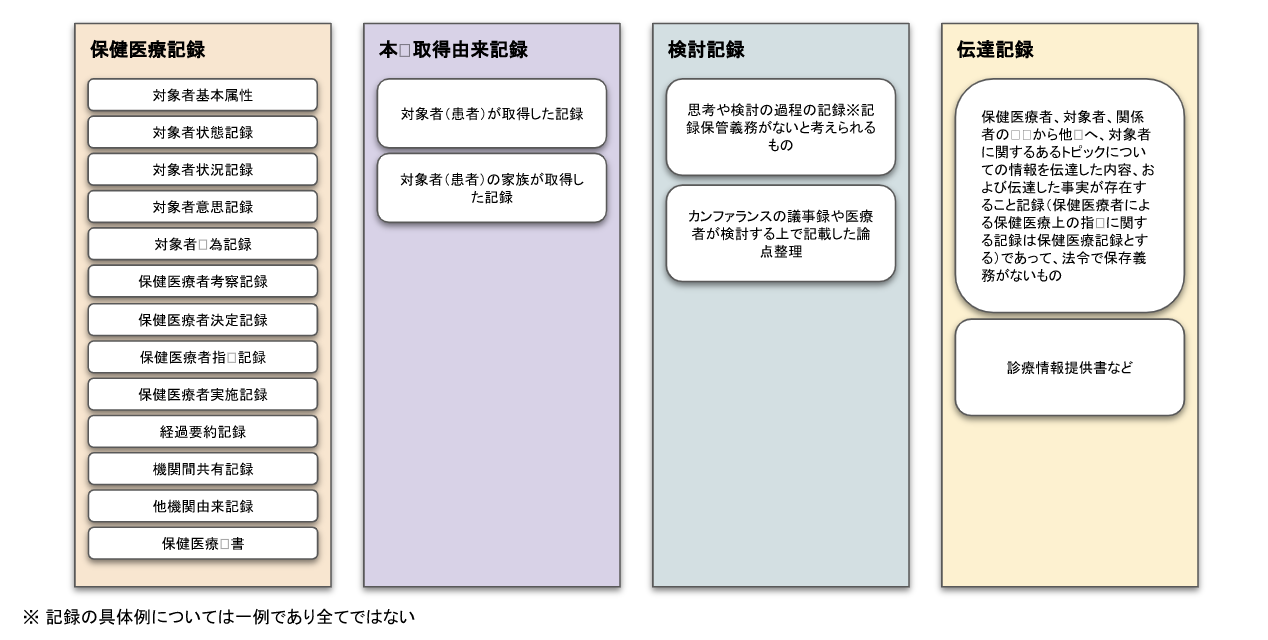 保健医療記録
対象者基本属性
対象者状態記録
対象者状況記録
対象者意思記録
対象者□為記録
保健医療者考察記録
保健医療者決定記録
保健医療者指□記録
保健医療者実施記録
経過要約記録
機関間共有記録
他機関由来記録
保健医療□書
本□取得由来記録
対象者（患者）が取得した記録
対象者（患者）の家族が取得し
た記録
検討記録
思考や検討の過程の記録※記
録保管義務がないと考えられる
もの
カンファランスの議事録や医療
者が検討する上で記載した論
点整理
伝達記録
保健医療者、対象者、関係
者の□□から他□へ、対象者
に関するあるトピックについ
ての情報を伝達した内容、お
よび伝達した事実が存在す
ること記録（保健医療者によ
る保健医療上の指□に関す
る記録は保健医療記録とす
る）であって、法令で保存義
務がないもの
診療情報提供書など
※ 記録の具体例については一例であり全てではない